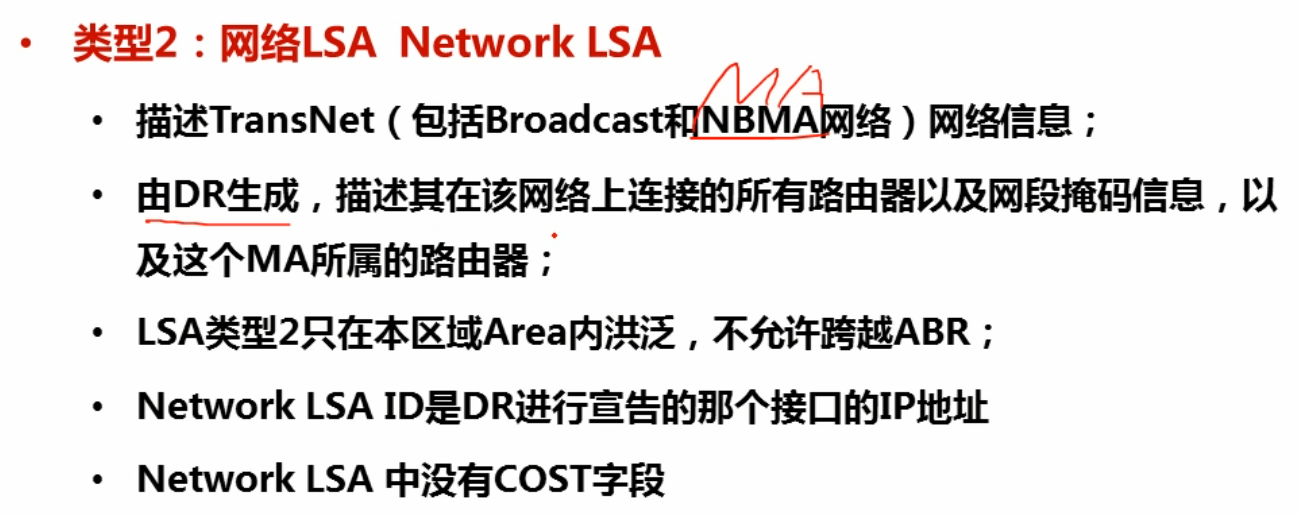 • 类型2：网络LSA Network LSA
MA
• 描述TransNet（包括Broadcast和NBMA网络）网络信息；
• 由DR生成，描述其在该网络上连接的所有路由器以及网段掩码信息，以
及这个MA所属的路由器；
• LSA类型2只在本区域Area内洪泛，不允许跨越ABR；
• Network LSA ID是DR进行宣告的那个接口的IP地址
• Network LSA 中没有COST字段